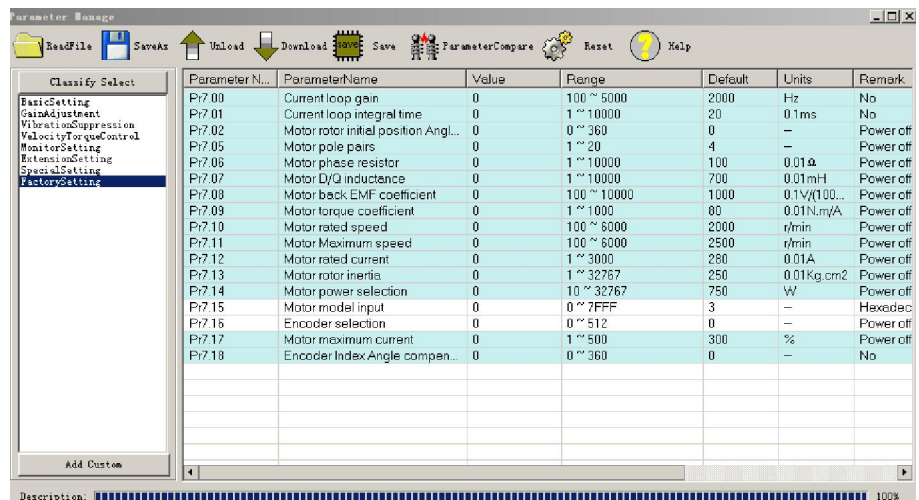 Parameter Manage
ReadFile SaveAs Unload Download save Save ParameterCompare Reset ? Help
Classify Select
BasicSetting
GainAdjustment
VibrationSuppression
VelocityTorqueControl
MonitorSetting
ExtensionSetting
SpecialSetting
FactorySetting
Add Custom
Parameter N... ParameterName Value Range Default Units Remark
Pr7.00 Current loop gain 0 100 ~ 5000 2000 Hz No
Pr7.01 Current loop integral time 0 1 ~ 10000 20 0.1ms No
Pr7.02 Motor rotor initial position Angl... 0 0 ~ 360 0 – Power off
Pr7.05 Motor pole pairs 0 1 ~ 20 4 – Power off
Pr7.06 Motor phase resistor 0 1 ~ 10000 100 0.01Ω Power off
Pr7.07 Motor D/Q inductance 0 1 ~ 10000 700 0.01mH Power off
Pr7.08 Motor back EMF coefficient 0 100 ~ 10000 1000 0.1V/(100... Power off
Pr7.09 Motor torque coefficient 0 1 ~ 1000 80 0.01N.m/A Power off
Pr7.10 Motor rated speed 0 100 ~ 6000 2000 r/min Power off
Pr7.11 Motor Maximum speed 0 100 ~ 6000 2500 r/min Power off
Pr7.12 Motor rated current 0 1 ~ 3000 280 0.01A Power off
Pr7.13 Motor rotor inertia 0 1 ~ 32767 250 0.01Kg.cm2 Power off
Pr7.14 Motor power selection 0 10 ~ 32767 750 W Power off
Pr7.15 Motor model input 0 0 ~ 7FFF 3 – Hexadec
Pr7.16 Encoder selection 0 0 ~ 512 0 – Power off
Pr7.17 Motor maximum current 0 1 ~ 500 300 % Power off
Pr7.18 Encoder Index Angle compen... 0 0 ~ 360 0 – No
Description: 100%